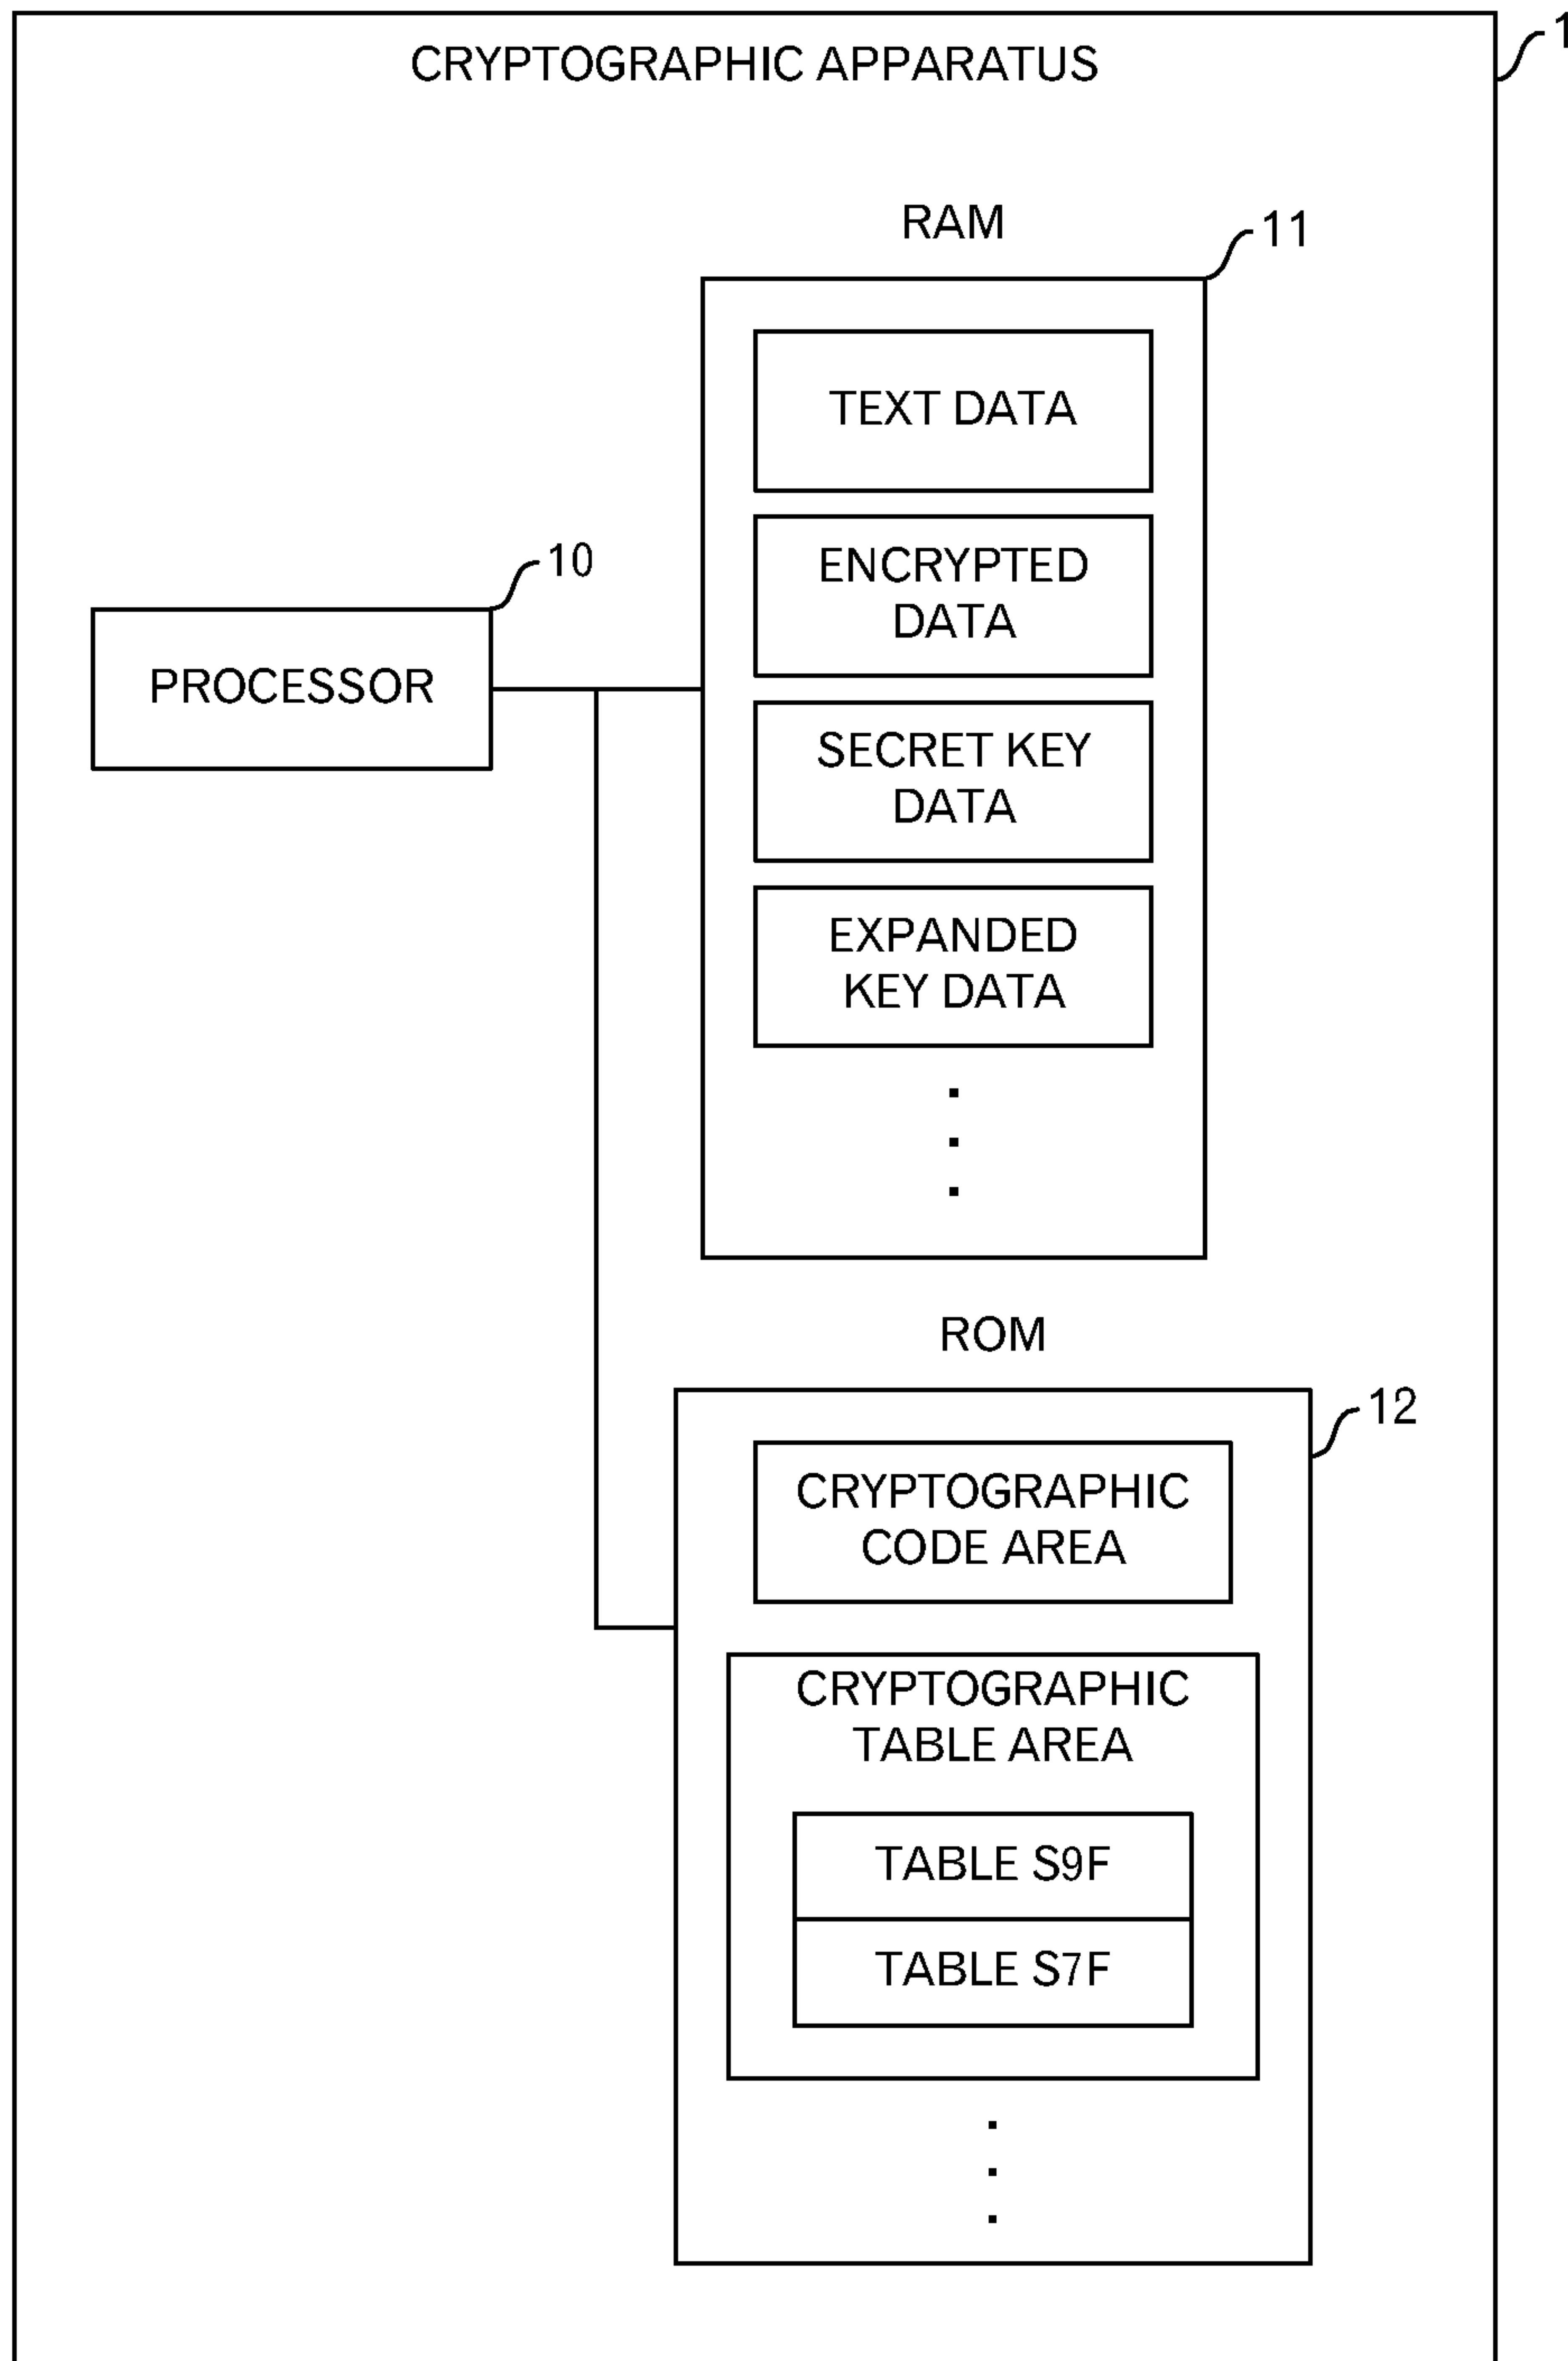 CRYPTOGRAPHIC APPARATUS
1
RAM
11
TEXT DATA
ENCRYPTED
DATA
10
PROCESSOR
SECRET KEY
DATA
EXPANDED
KEY DATA
ROM
12
CRYPTOGRAPHIC
CODE AREA
CRYPTOGRAPHIC
TABLE AREA
TABLE S9F
TABLE S7F